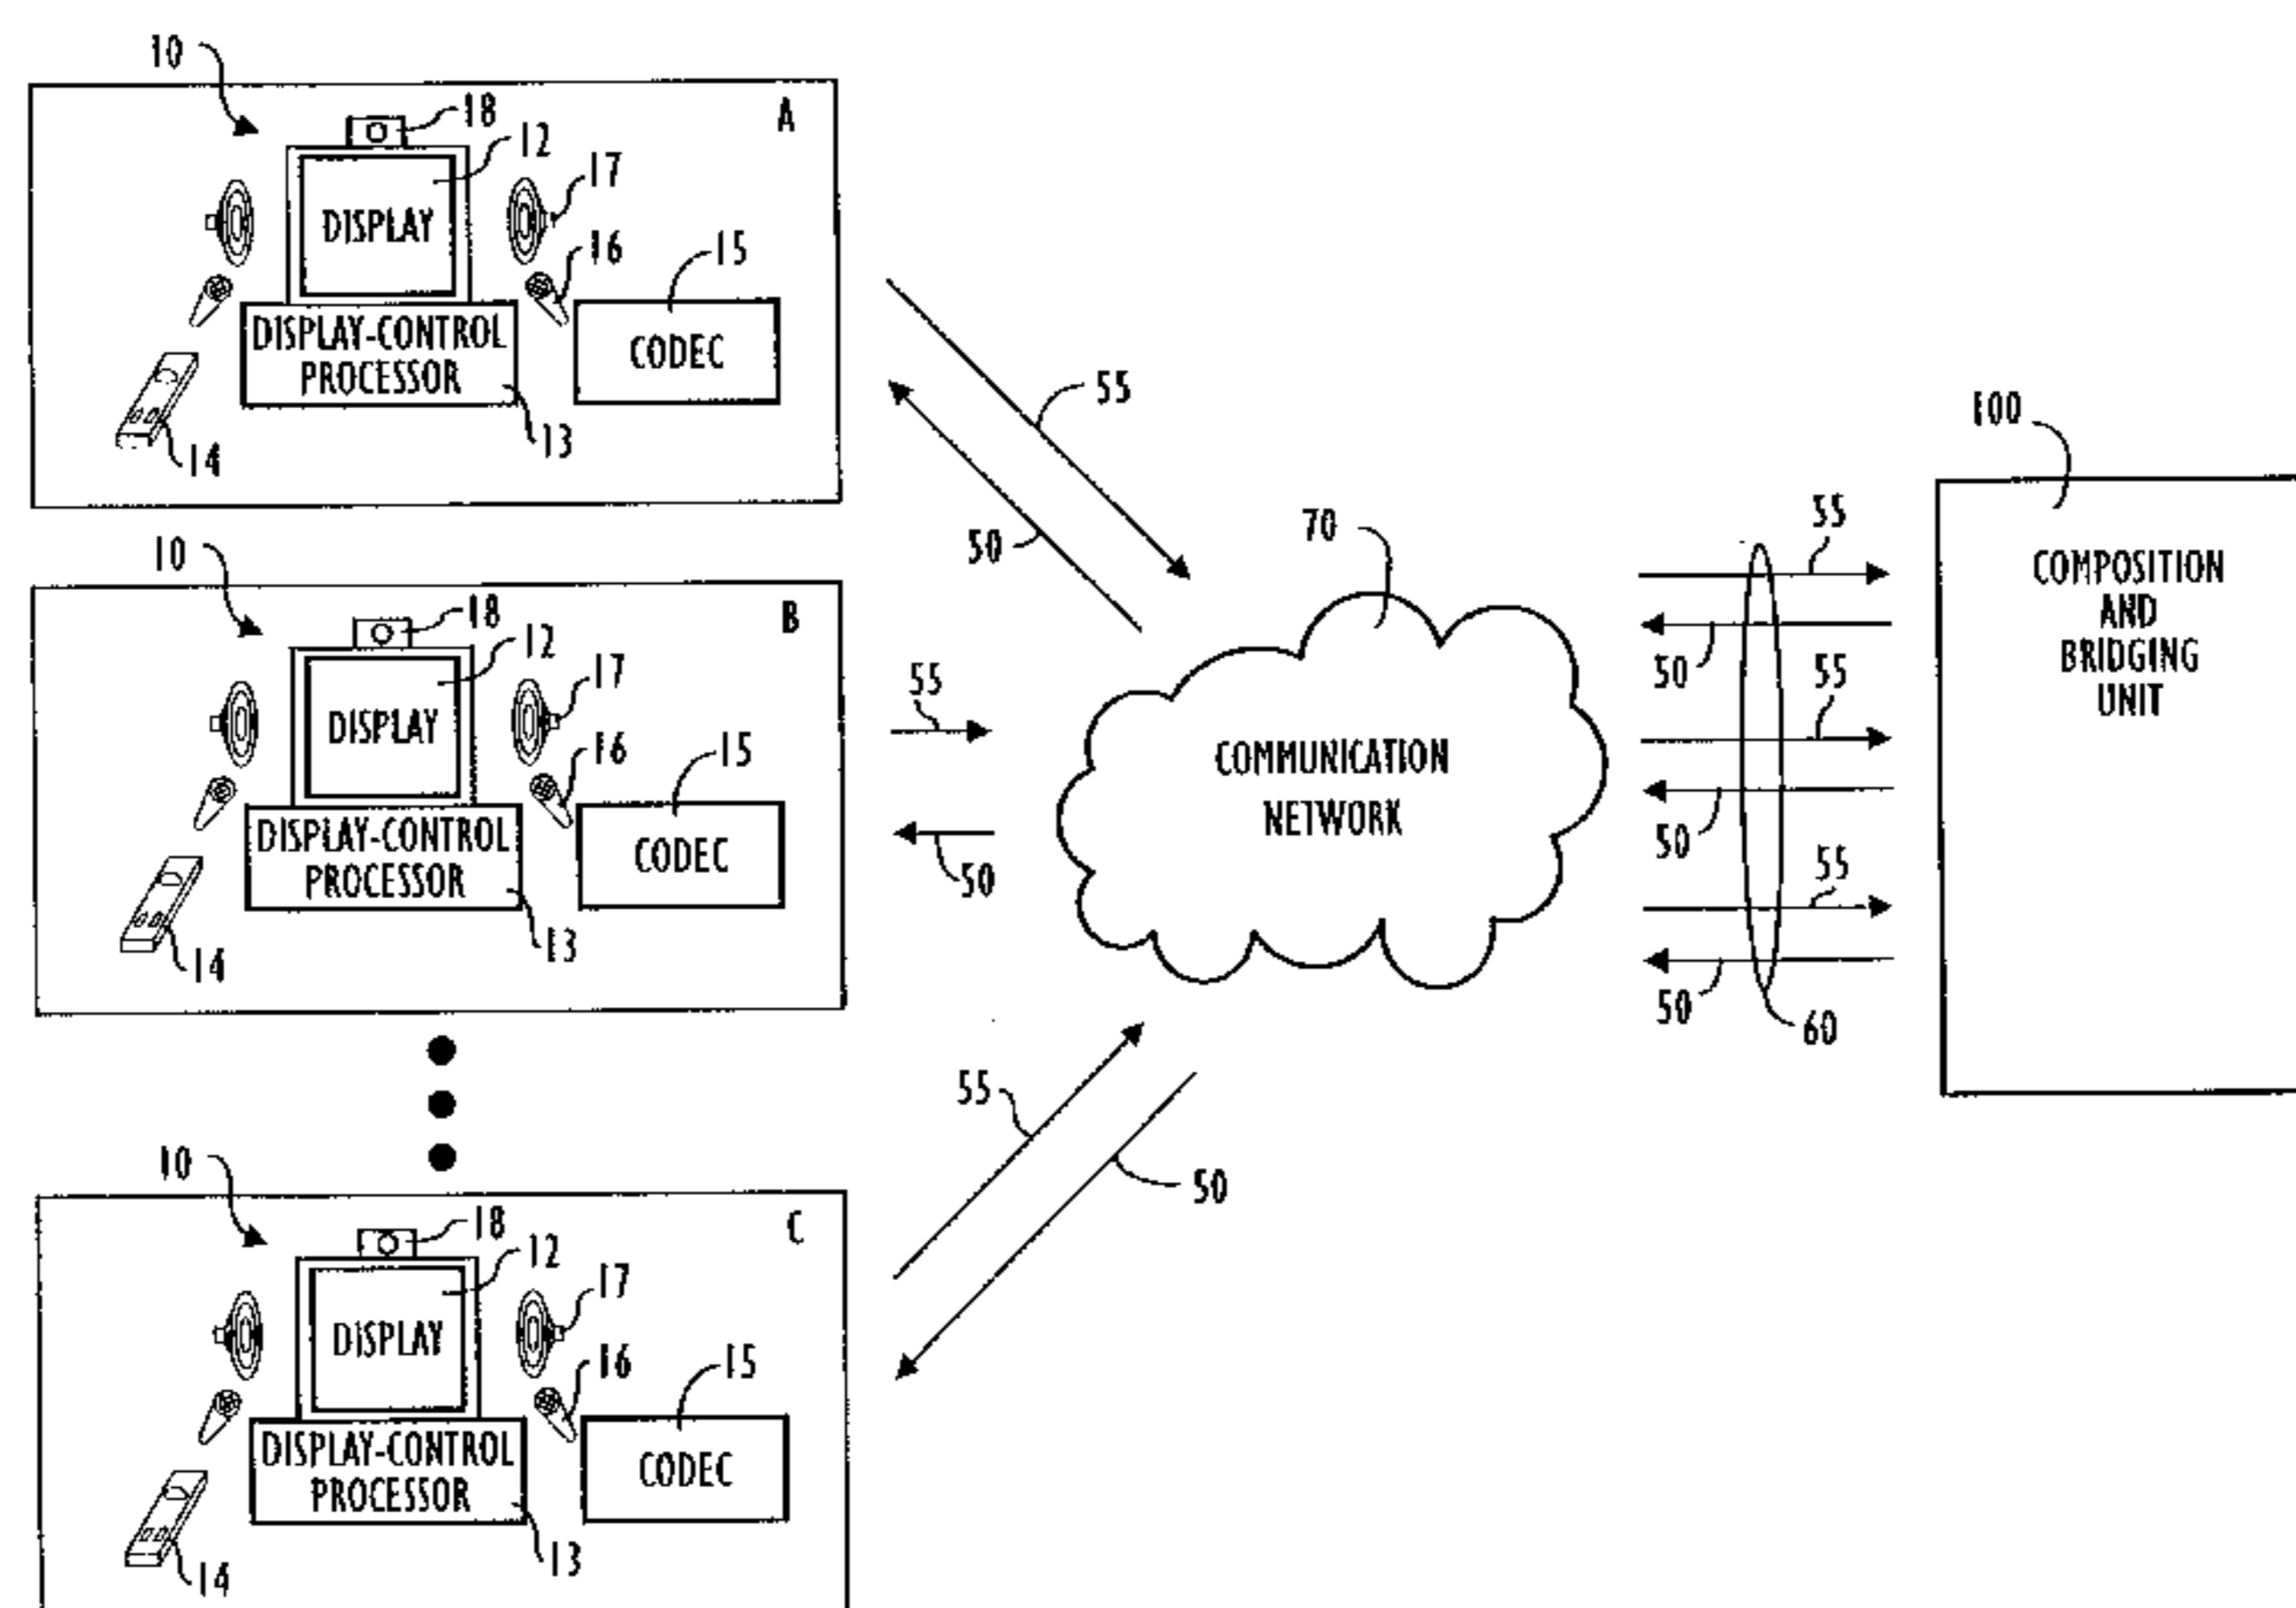 10
18
A
12
17
DISPLAY
16
15
DISPLAY-CONTROL
PROCESSOR
CODEC
13
14
55
50
10
18
B
12
17
DISPLAY
16
15
DISPLAY-CONTROL
PROCESSOR
CODEC
13
14
55
50
70
COMMUNICATION
NETWORK
55
50
55
50
55
50
60
100
COMPOSITION
AND
BRIDGING
UNIT
10
18
C
12
17
DISPLAY
16
15
DISPLAY-CONTROL
PROCESSOR
CODEC
13
14
55
50